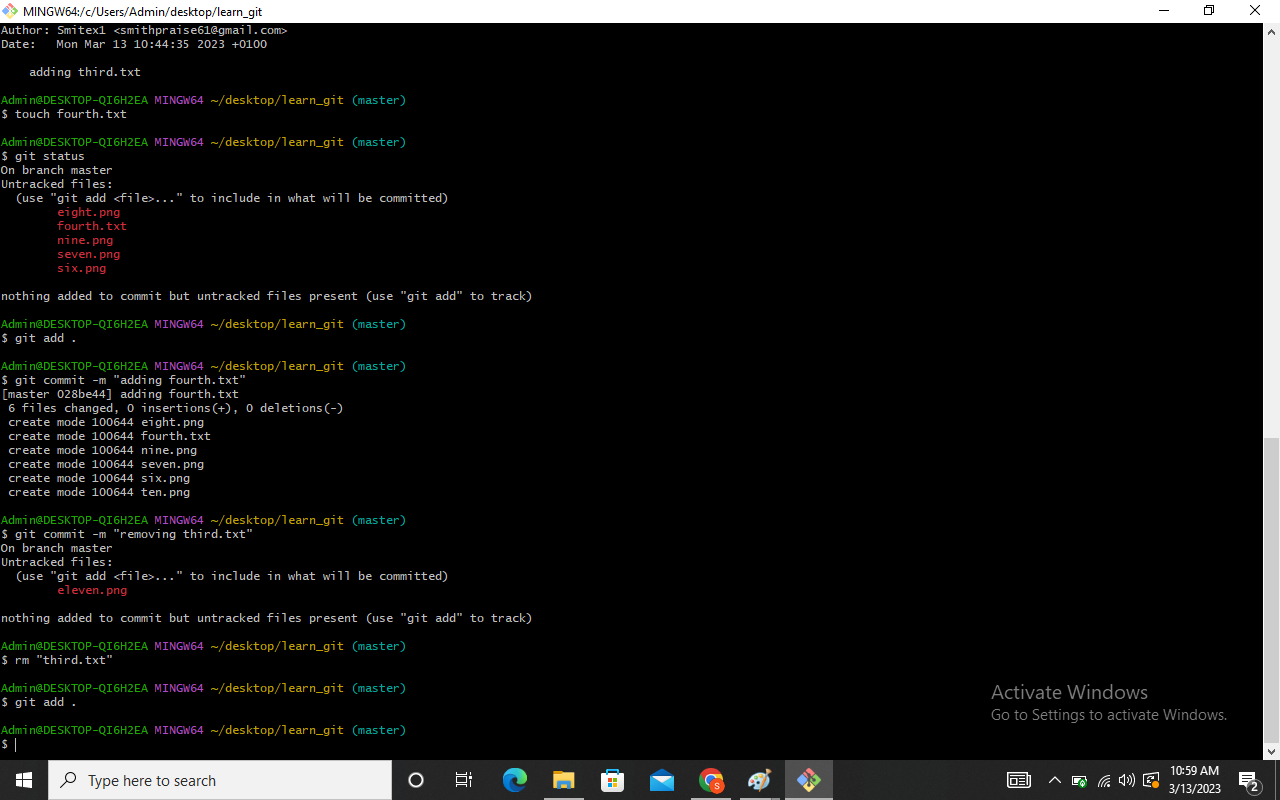 MINGW64:/c/Users/Admin/desktop/learn_git
Author: Smitex1 <smithpraise61@gmail.com>
Date:   Mon Mar 13 10:44:35 2023 +0100
    adding third.txt
Admin@DESKTOP-QI6H2EA MINGW64 ~/desktop/learn_git (master)
$ touch fourth.txt
Admin@DESKTOP-QI6H2EA MINGW64 ~/desktop/learn_git (master)
$ git status
On branch master
Untracked files:
  (use "git add <file>..." to include in what will be committed)
        eight.png
        fourth.txt
        nine.png
        seven.png
        six.png
nothing added to commit but untracked files present (use "git add" to track)
Admin@DESKTOP-QI6H2EA MINGW64 ~/desktop/learn_git (master)
$ git add .
Admin@DESKTOP-QI6H2EA MINGW64 ~/desktop/learn_git (master)
$ git commit -m "adding fourth.txt"
[master 028be44] adding fourth.txt
 6 files changed, 0 insertions(+), 0 deletions(-)
 create mode 100644 eight.png
 create mode 100644 fourth.txt
 create mode 100644 nine.png
 create mode 100644 seven.png
 create mode 100644 six.png
 create mode 100644 ten.png
Admin@DESKTOP-QI6H2EA MINGW64 ~/desktop/learn_git (master)
$ git commit -m "removing third.txt"
On branch master
Untracked files:
  (use "git add <file>..." to include in what will be committed)
        eleven.png
nothing added to commit but untracked files present (use "git add" to track)
Admin@DESKTOP-QI6H2EA MINGW64 ~/desktop/learn_git (master)
$ rm "third.txt"
Admin@DESKTOP-QI6H2EA MINGW64 ~/desktop/learn_git (master)
$ git add .
Admin@DESKTOP-QI6H2EA MINGW64 ~/desktop/learn_git (master)
$
Activate Windows
Go to Settings to activate Windows.
Type here to search
S
10:59 AM
3/13/2023
2